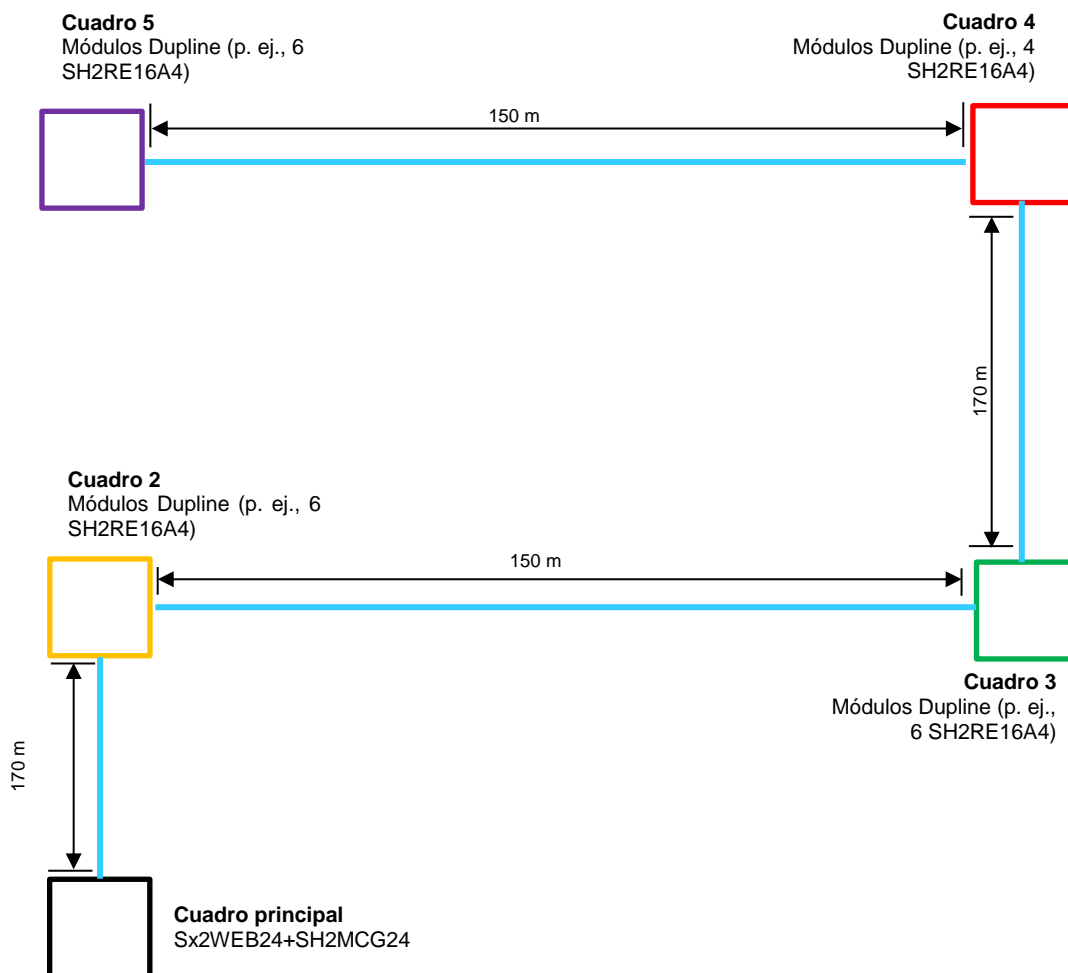 Cuadro 5
Módulos Dupline (p. ej., 6
SH2RE16A4)
Cuadro 4
Módulos Dupline (p. ej., 4
SH2RE16A4)
150 m
170 m
Cuadro 2
Módulos Dupline (p. ej., 6
SH2RE16A4)
150 m
Cuadro 3
Módulos Dupline (p. ej.,
6 SH2RE16A4)
170 m
Cuadro principal
Sx2WEB24+SH2MCG24